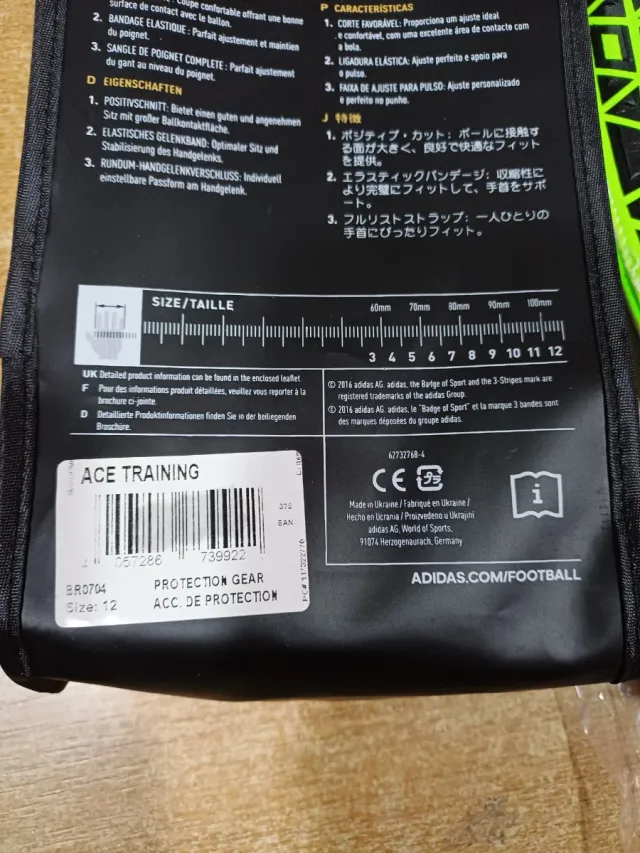 surface de contact avec le ballon.
2. BANDAGE ELASTIQUE : Parfait ajustement et maintien
du poignet.
3. SANGLE DE POIGNET COMPLETE : Parfait ajustement
du gant au niveau du poignet.
D EIGENSCHAFTEN
1. POSITIVSCHNITT: Bietet einen guten und angenehmen
Sitz mit großer Ballkontaktfläche.
2. ELASTISCHES GELENKBAND: Optimaler Sitz und
Stabilisierung des Handgelenks.
3. RUNDUM-HANDGELENKVERSCHLUSS: Individuell
einstellbare Passform am Handgelenk.
P CARACTERÍSTICAS
1. CORTE FAVORÁVEL: Proporciona um ajuste ideal
e confortável, com uma excelente área de contacto com
a bola.
2. LIGADURA ELÁSTICA: Ajuste perfeito e apoio para
o pulso.
3. FAIXA DE AJUSTE PARA PULSO: Ajuste personalizado
e perfeito no punho.
J 特徴
1. ポジティブ・カット: ボールに接触す
る面が大きく、良好で快適なフィット
を提供。
2. エラスティックバンデージ: 収縮性に
より完璧にフィットして、手首をサポ
ート。
3. フルリストストラップ: 一人ひとりの
手首にぴったりフィット。
SIZE/TAILLE
60mm 70mm 80mm 90mm 100mm
3 4 5 6 7 8 9 10 11 12
UK Detailed product information can be found in the enclosed leaflet.
F Pour des informations produit détaillées, veuillez vous reporter à la
brochure ci-jointe.
D Detaillierte Produktinformationen finden Sie in der beiliegenden
Broschüre.
© 2016 adidas AG. adidas, the Badge of Sport and the 3-Stripes mark are
registered trademarks of the adidas Group.
© 2016 adidas AG. adidas, le "Badge of Sport" et la marque 3 bandes sont
des marques déposées du groupe adidas.
62732768-4
CE
Made in Ukraine / Fabriqué en Ukraine /
Hecho en Ucrania / Proizvedeno u Ukrajini
adidas AG, World of Sports,
91074 Herzogenaurach, Germany
i
ADIDAS.COM/FOOTBALL
ACE TRAINING
072
EAN
4 057286 739922
BR0704
Size: 12
PROTECTION GEAR
ACC. DE PROTECTION